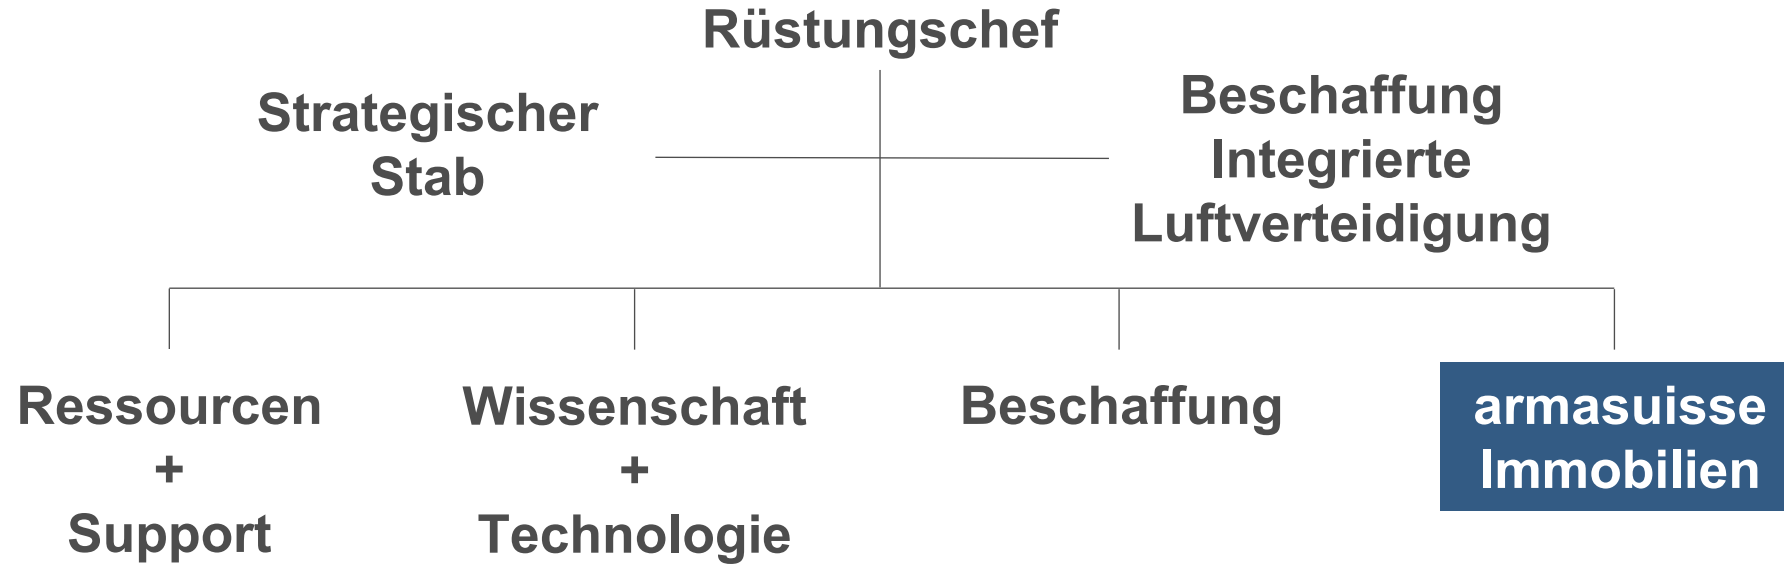 Rüstungschef
Strategischer
Stab
Beschaffung
Integrierte
Luftverteidigung
Ressourcen
+
Support
Wissenschaft
+
Technologie
Beschaffung
armasuisse
Immobilien